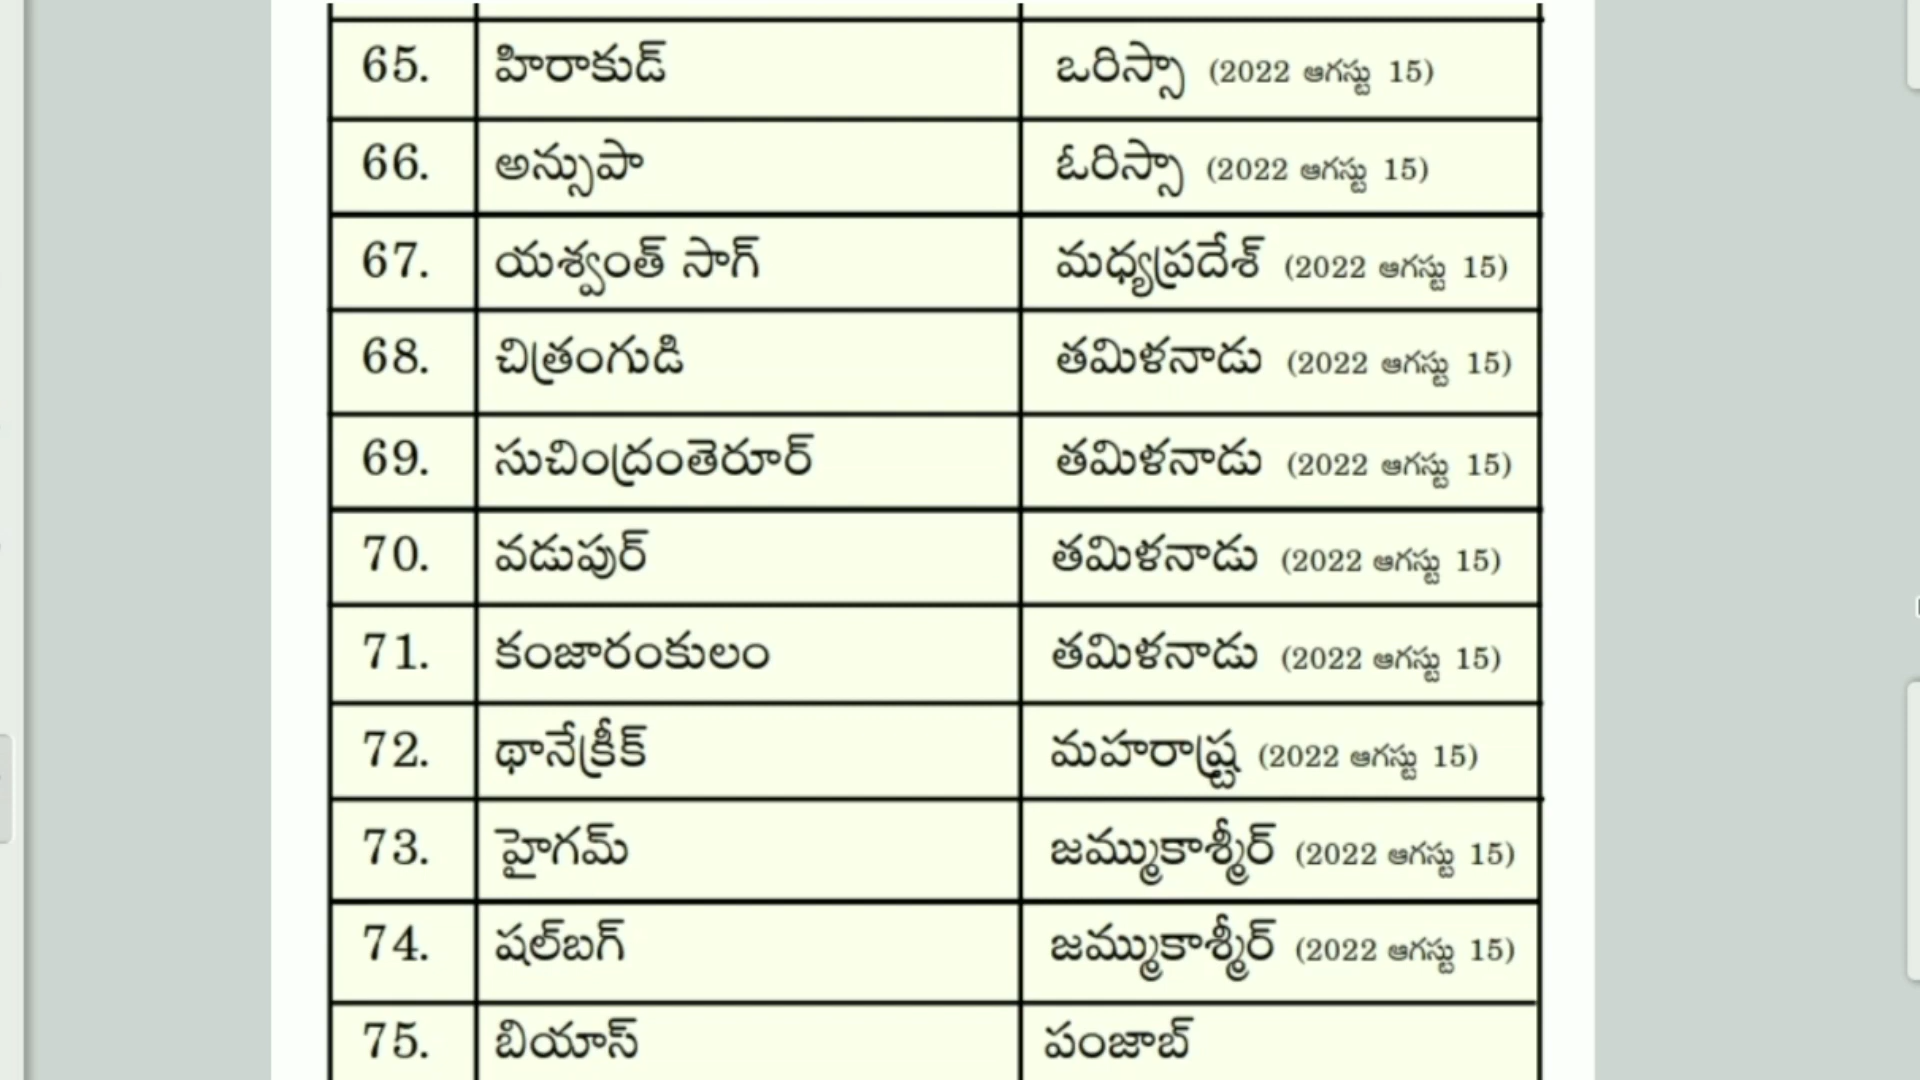 65. హిరాకుడ్ ఒరిస్సా (2022 ఆగస్టు 15)
66. అన్సుపా ఓరిస్సా (2022 ఆగస్టు 15)
67. యశ్వంత్ సాగ్ మధ్యప్రదేశ్ (2022 ఆగస్టు 15)
68. చిత్రంగుడి తమిళనాడు (2022 ఆగస్టు 15)
69. సుచింద్రంతెరూర్ తమిళనాడు (2022 ఆగస్టు 15)
70. వడుపుర్ తమిళనాడు (2022 ఆగస్టు 15)
71. కంజారంకులం తమిళనాడు (2022 ఆగస్టు 15)
72. థానేక్రీక్ మహరాష్ట్ర (2022 ఆగస్టు 15)
73. హైగమ్ జమ్ముకాశ్మీర్ (2022 ఆగస్టు 15)
74. షల్‌బగ్ జమ్ముకాశ్మీర్ (2022 ఆగస్టు 15)
75. బియాస్ పంజాబ్